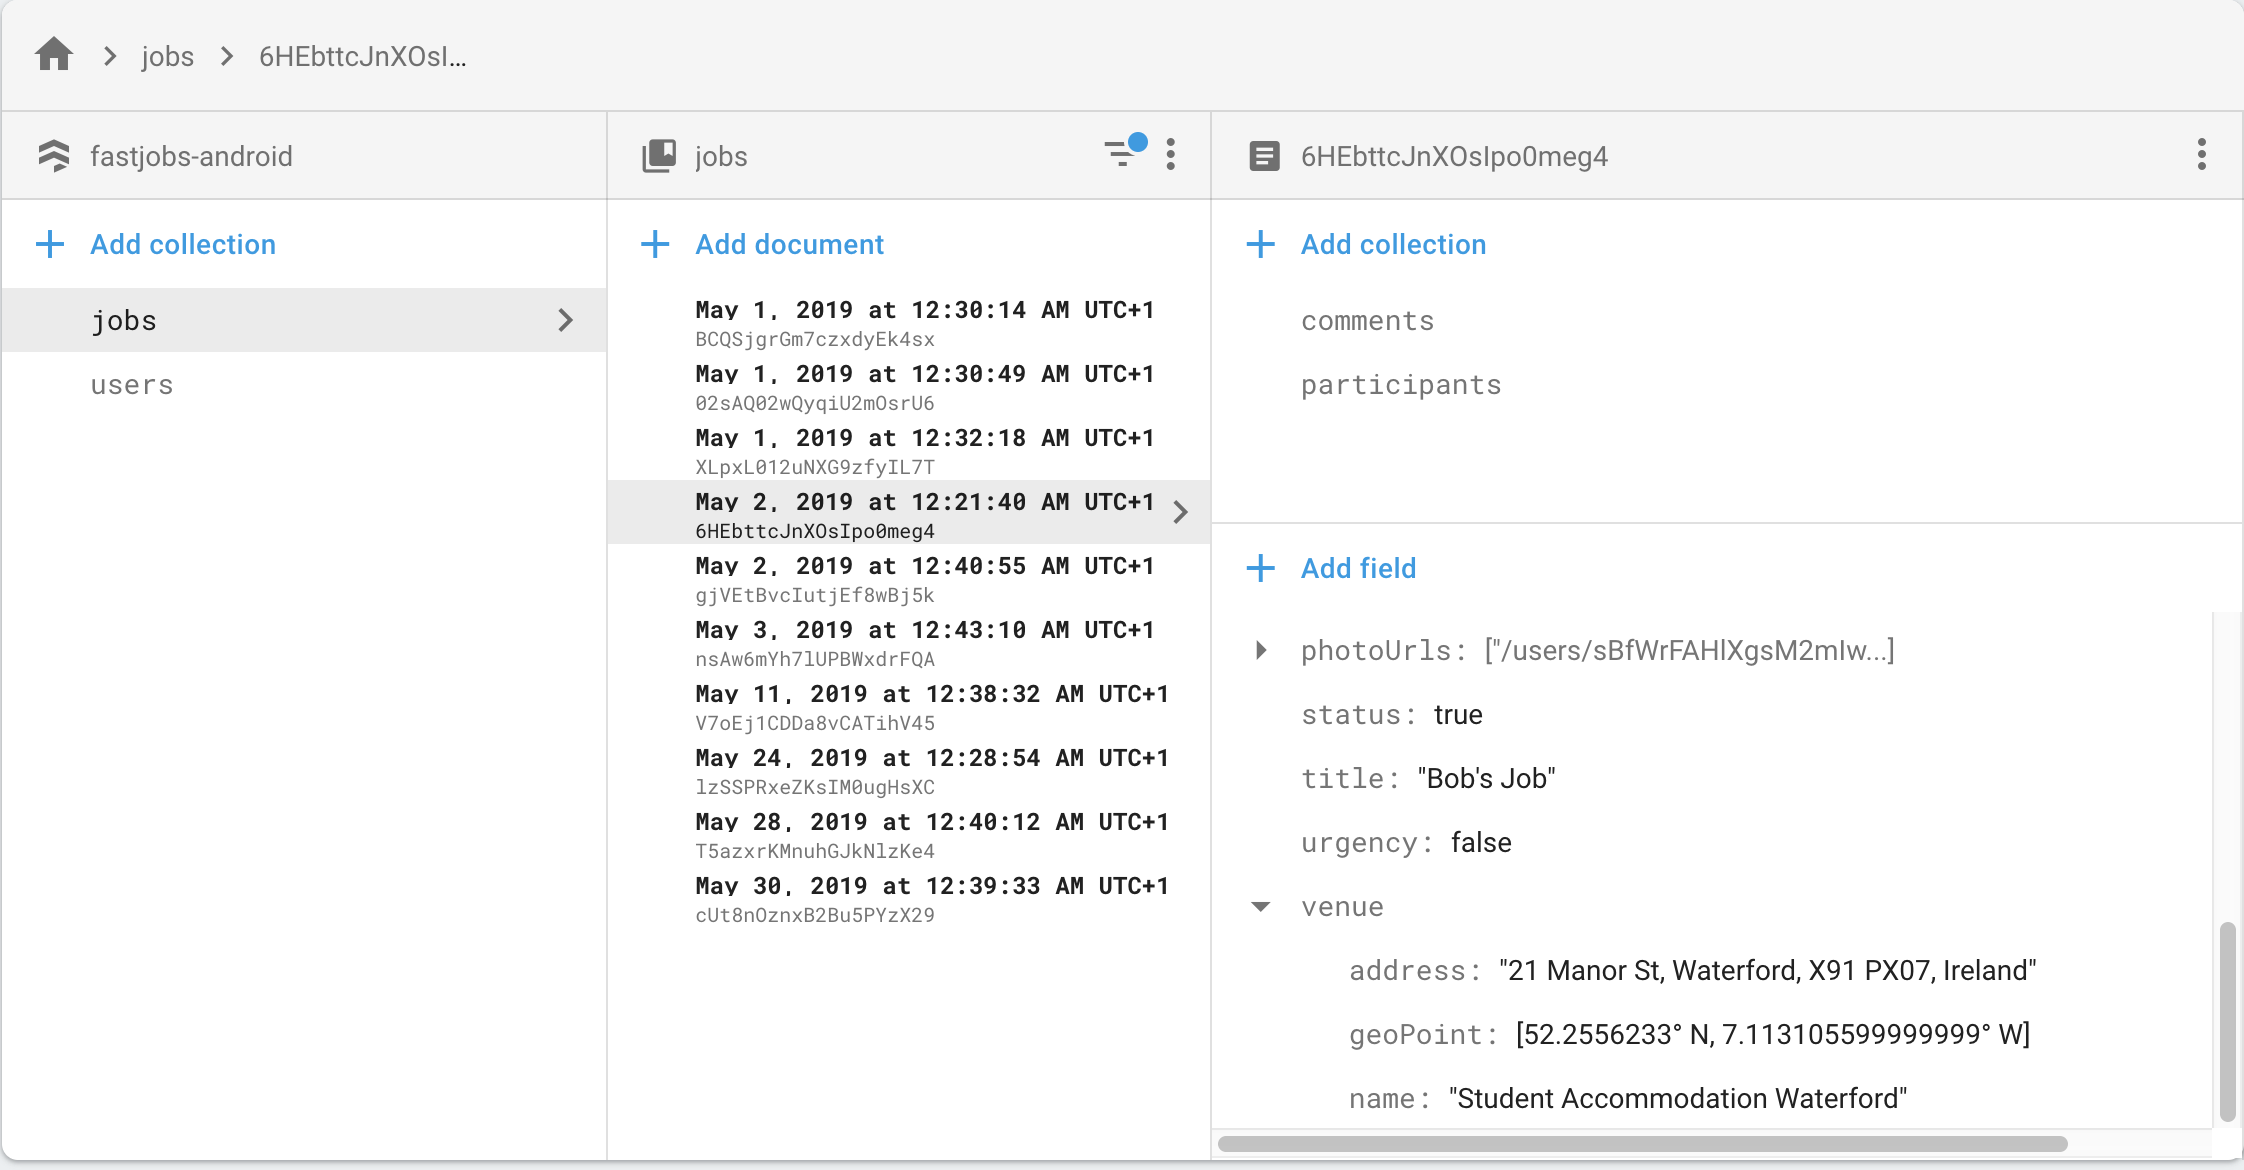 jobs
6HEbttcJnXOsI...
fastjobs-android
Add collection
jobs
users
jobs
Add document
May 1, 2019 at 12:30:14 AM UTC+1
BCQSjgrGm7czxdyEk4sx
May 1, 2019 at 12:30:49 AM UTC+1
02sAQ02wQyqiU2mOsrU6
May 1, 2019 at 12:32:18 AM UTC+1
XLpxL012uNXG9zfyIL7T
May 2, 2019 at 12:21:40 AM UTC+1
6HEbttcJnXOsIpo0meg4
May 2, 2019 at 12:40:55 AM UTC+1
gjVEtBvcIutjEf8wBj5k
May 3, 2019 at 12:43:10 AM UTC+1
nsAw6mYh7lUPBWxdrFQA
May 11, 2019 at 12:38:32 AM UTC+1
V7oEj1CDDa8vCATihV45
May 24, 2019 at 12:28:54 AM UTC+1
lzSSPRxeZKsIM0ugHsXC
May 28, 2019 at 12:40:12 AM UTC+1
T5azxrKMnuhGJkNlzKe4
May 30, 2019 at 12:39:33 AM UTC+1
cUt8nOznxB2Bu5PYzX29
6HEbttcJnXOsIpo0meg4
Add collection
comments
participants
Add field
photoUrls: ["/users/sBfWrFAHlXgsM2mIw...]
status: true
title: "Bob's Job"
urgency: false
venue
address: "21 Manor St, Waterford, X91 PX07, Ireland"
geoPoint: [52.2556233° N, 7.113105599999999° W]
name: "Student Accommodation Waterford"